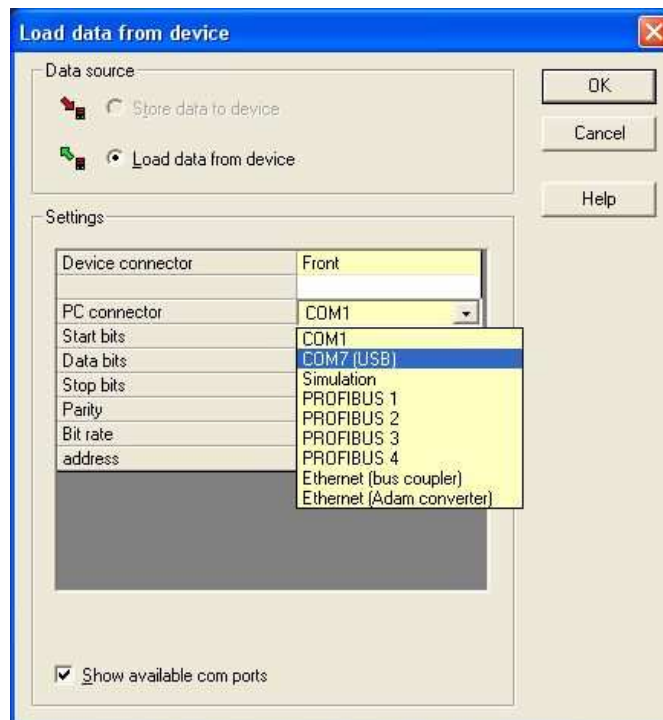 Load data from device
Data source
Store data to device
Load data from device
OK
Cancel
Help
Settings
Device connector Front
PC connector COM1
Start bits
Data bits
Stop bits
Parity
Bit rate
address
COM1
COM7 (USB)
Simulation
PROFIBUS 1
PROFIBUS 2
PROFIBUS 3
PROFIBUS 4
Ethernet (bus coupler)
Ethernet (Adam converter)
Show available com ports